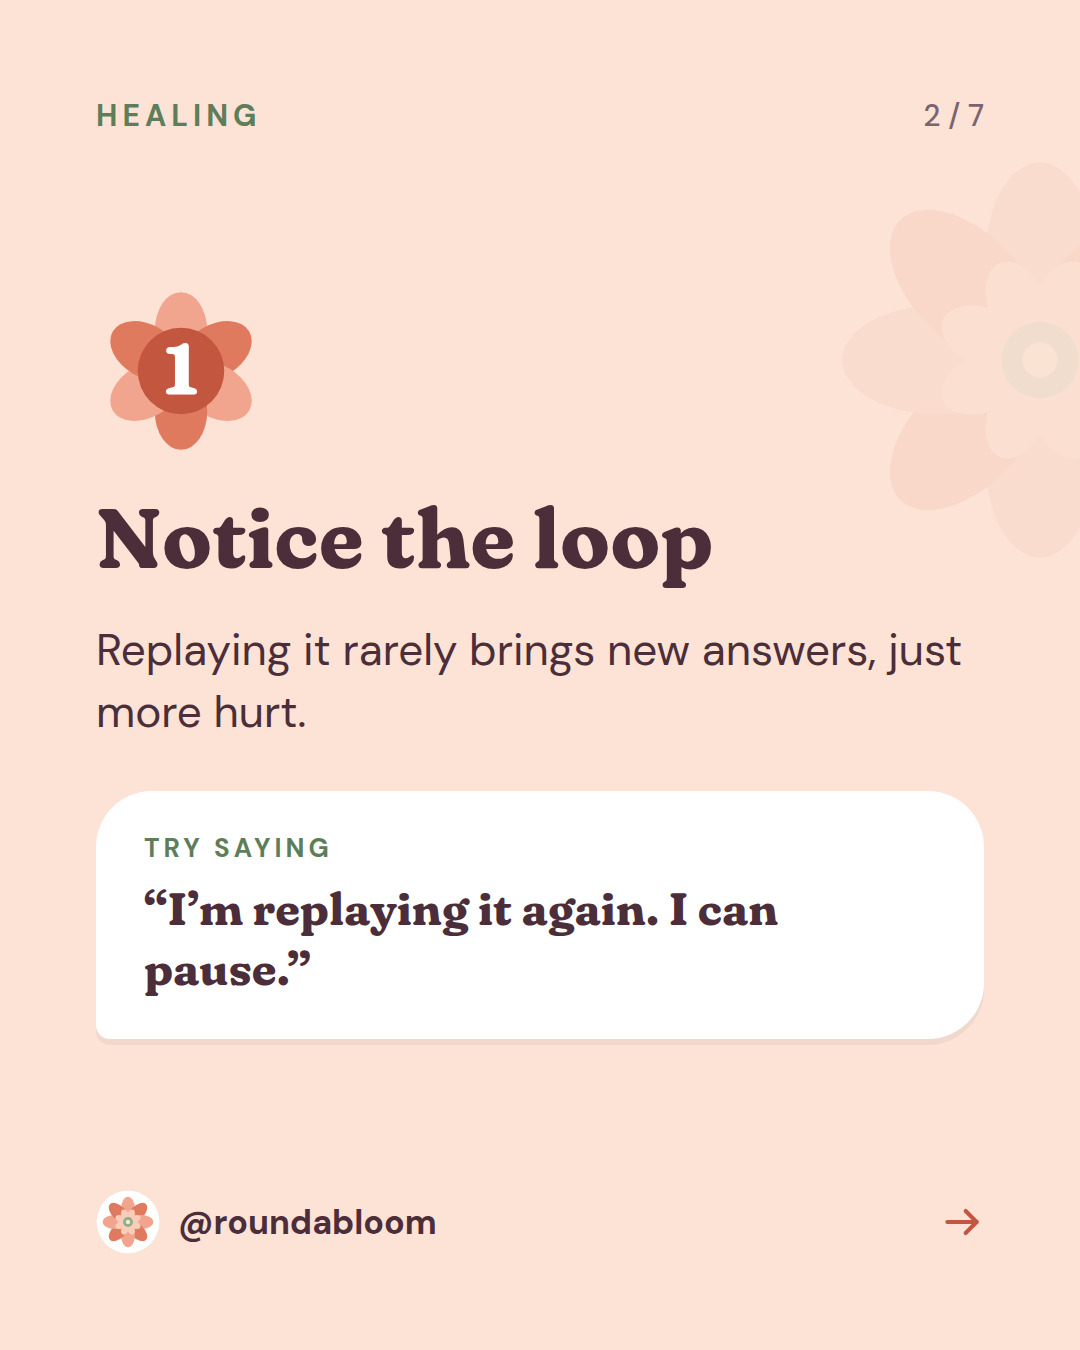 HEALING
2 / 7
1
Notice the loop
Replaying it rarely brings new answers, just
more hurt.
TRY SAYING
“I’m replaying it again. I can
pause.”
@roundabloom